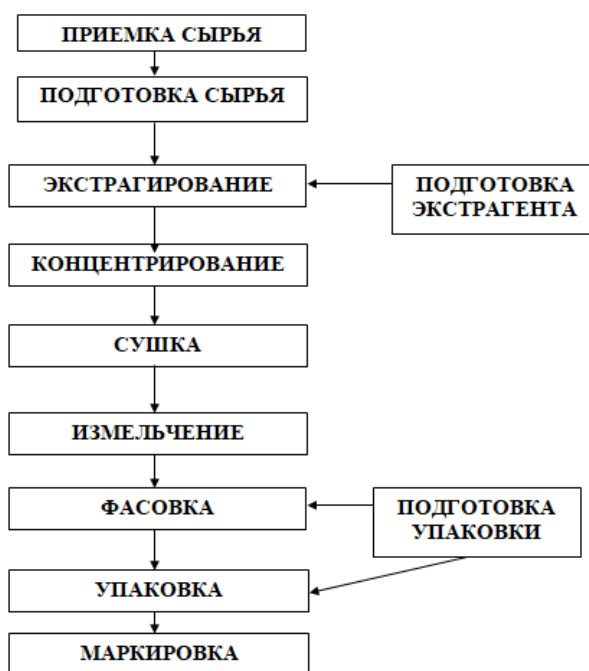 ПРИЕМКА СЫРЬЯ
ПОДГОТОВКА СЫРЬЯ
ЭКСТРАГИРОВАНИЕ
ПОДГОТОВКА
ЭКСТРАГЕНТА
КОНЦЕНТРИРОВАНИЕ
СУШКА
ИЗМЕЛЬЧЕНИЕ
ФАСОВКА
ПОДГОТОВКА
УПАКОВКИ
УПАКОВКА
МАРКИРОВКА